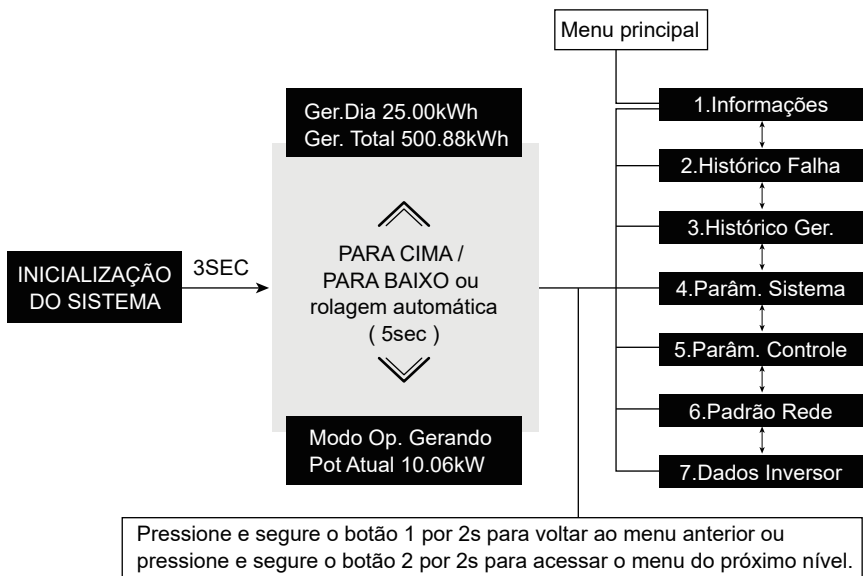 Menu principal
Ger.Dia 25.00kWh
Ger. Total 500.88kWh
1.Informações
2.Histórico Falha
3.Histórico Ger.
INICIALIZAÇÃO
DO SISTEMA
3SEC
PARA CIMA /
PARA BAIXO ou
rolagem automática
( 5sec )
4.Parâm. Sistema
5.Parâm. Controle
6.Padrão Rede
Modo Op. Gerando
Pot Atual 10.06kW
7.Dados Inversor
Pressione e segure o botão 1 por 2s para voltar ao menu anterior ou
pressione e segure o botão 2 por 2s para acessar o menu do próximo nível.